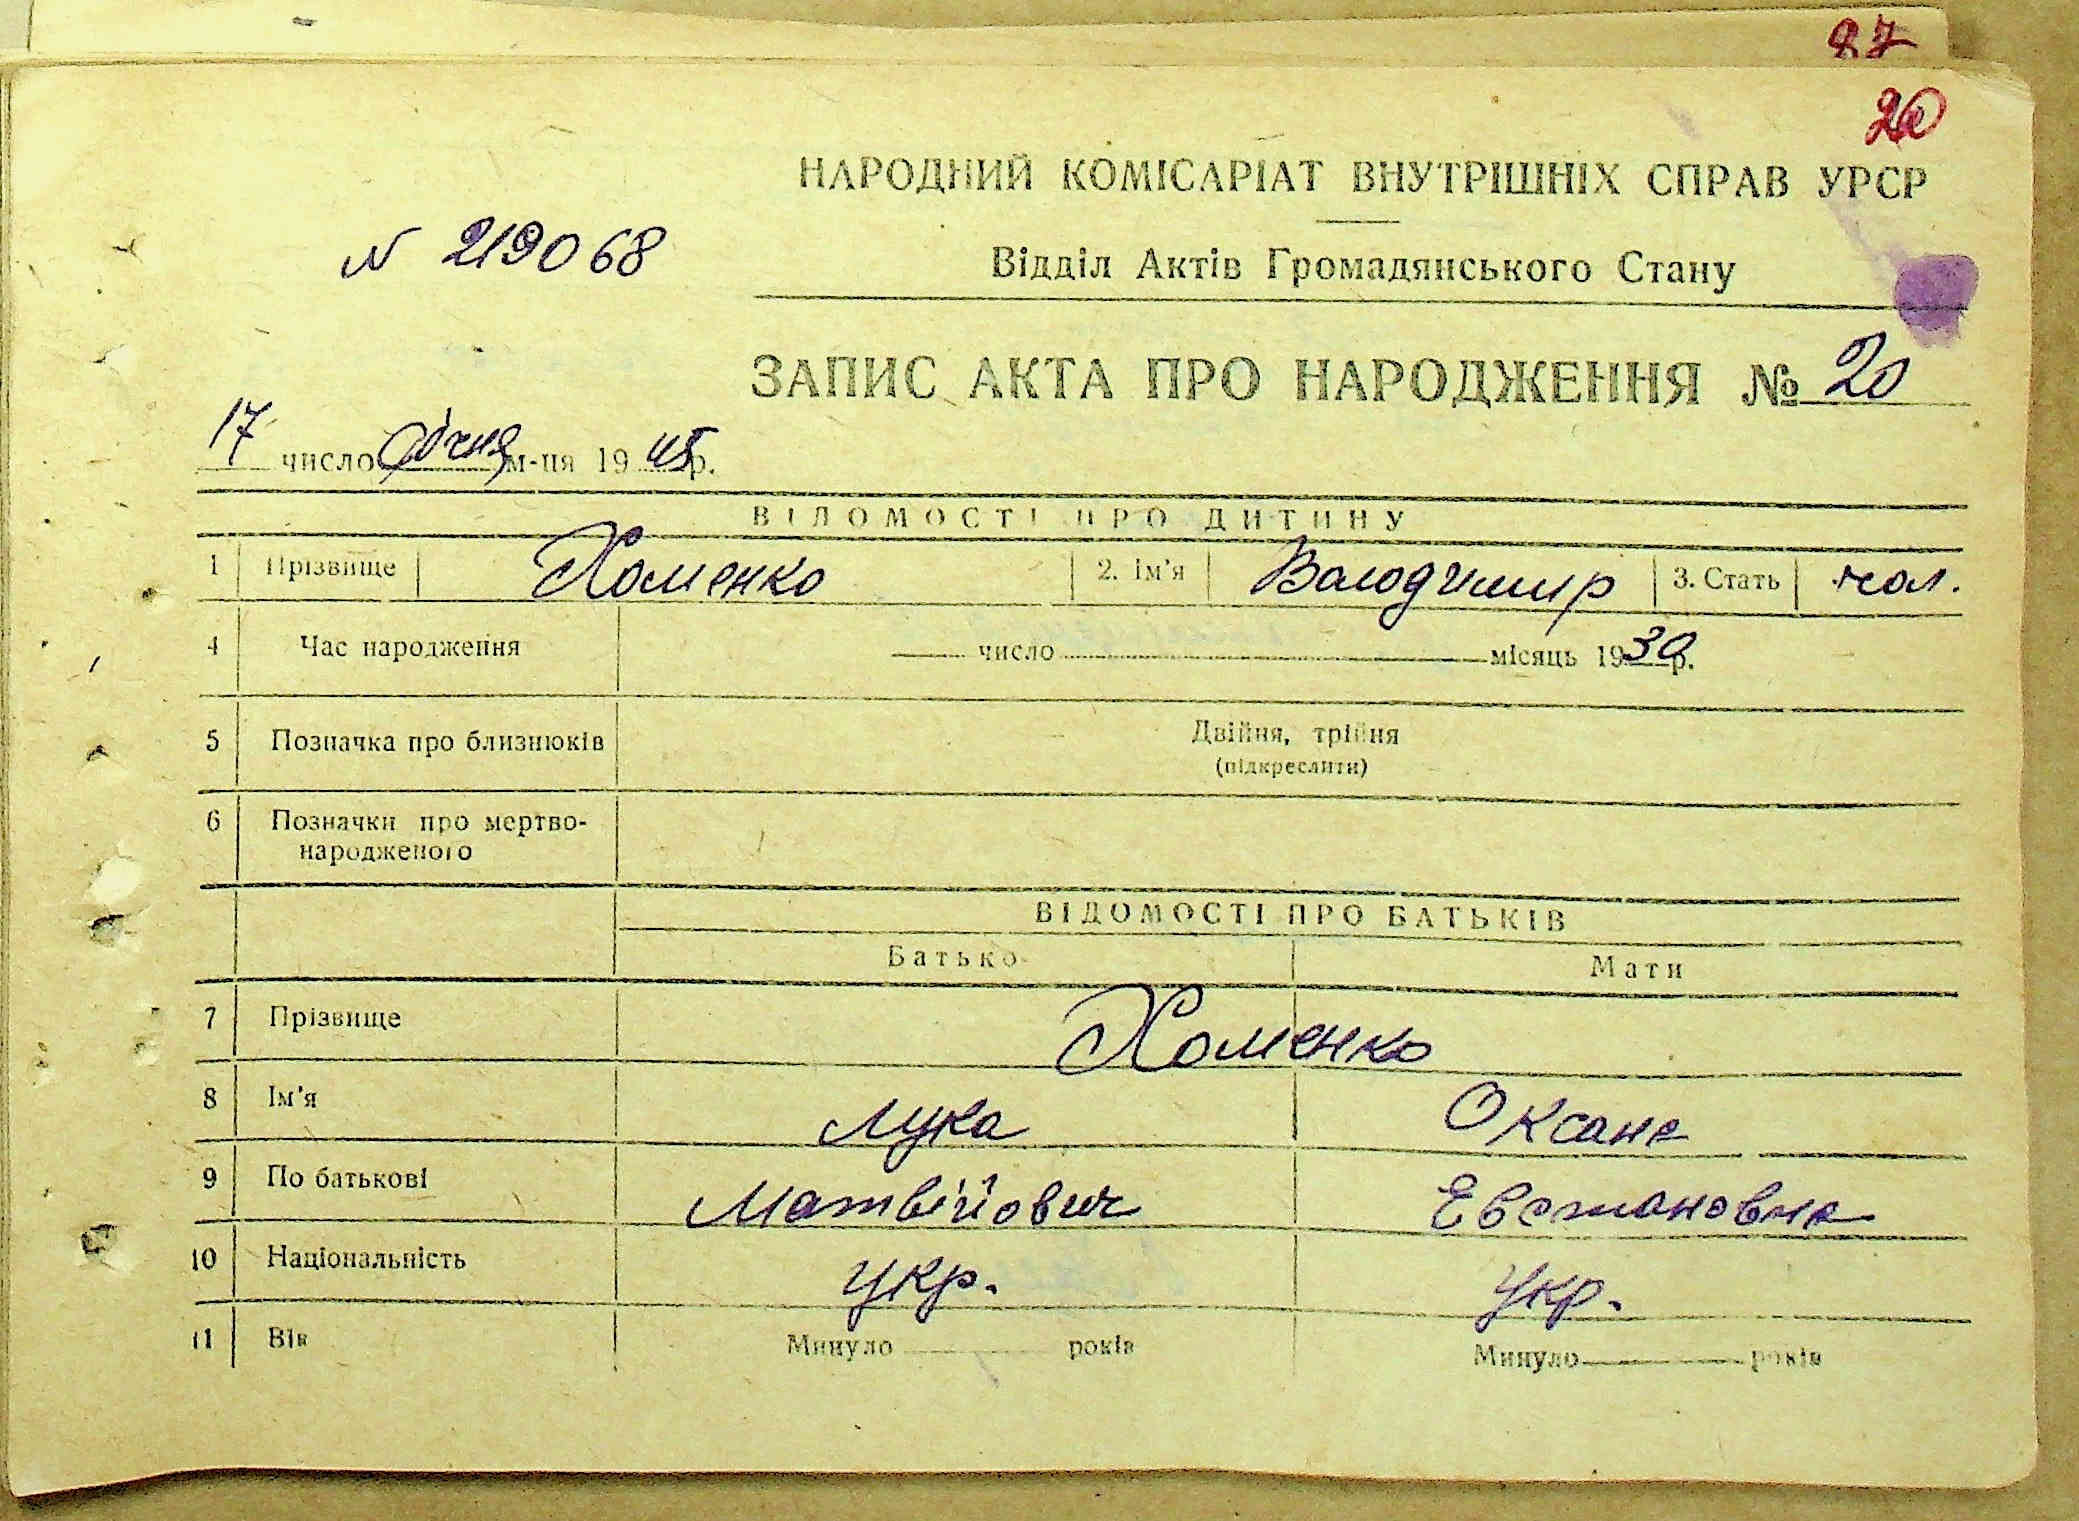 27
20
НАРОДНИЙ КОМІСАРІАТ ВНУТРІШНІХ СПРАВ УРСР
N 219068
Відділ Актів Громадянського Стану
ЗАПИС АКТА ПРО НАРОДЖЕННЯ № 20
17 число січня м-ця 1945 р.
ВІДОМОСТІ ПРО ДИТИНУ
1 Прізвище Хоменко 2. Ім'я Володимир 3. Стать чол.
4 Час народження число місяць 1930 р.
5 Позначка про близнюків Двійня, трійня
(підкреслити)
6 Позначки про мертво-
народженого
ВІДОМОСТІ ПРО БАТЬКІВ
Батько Мати
7 Прізвище Хоменко
8 Ім'я Лука Оксана
9 По батькові Матвійович Евстановна
10 Національність укр. укр.
11 Вік Минуло років Минуло років